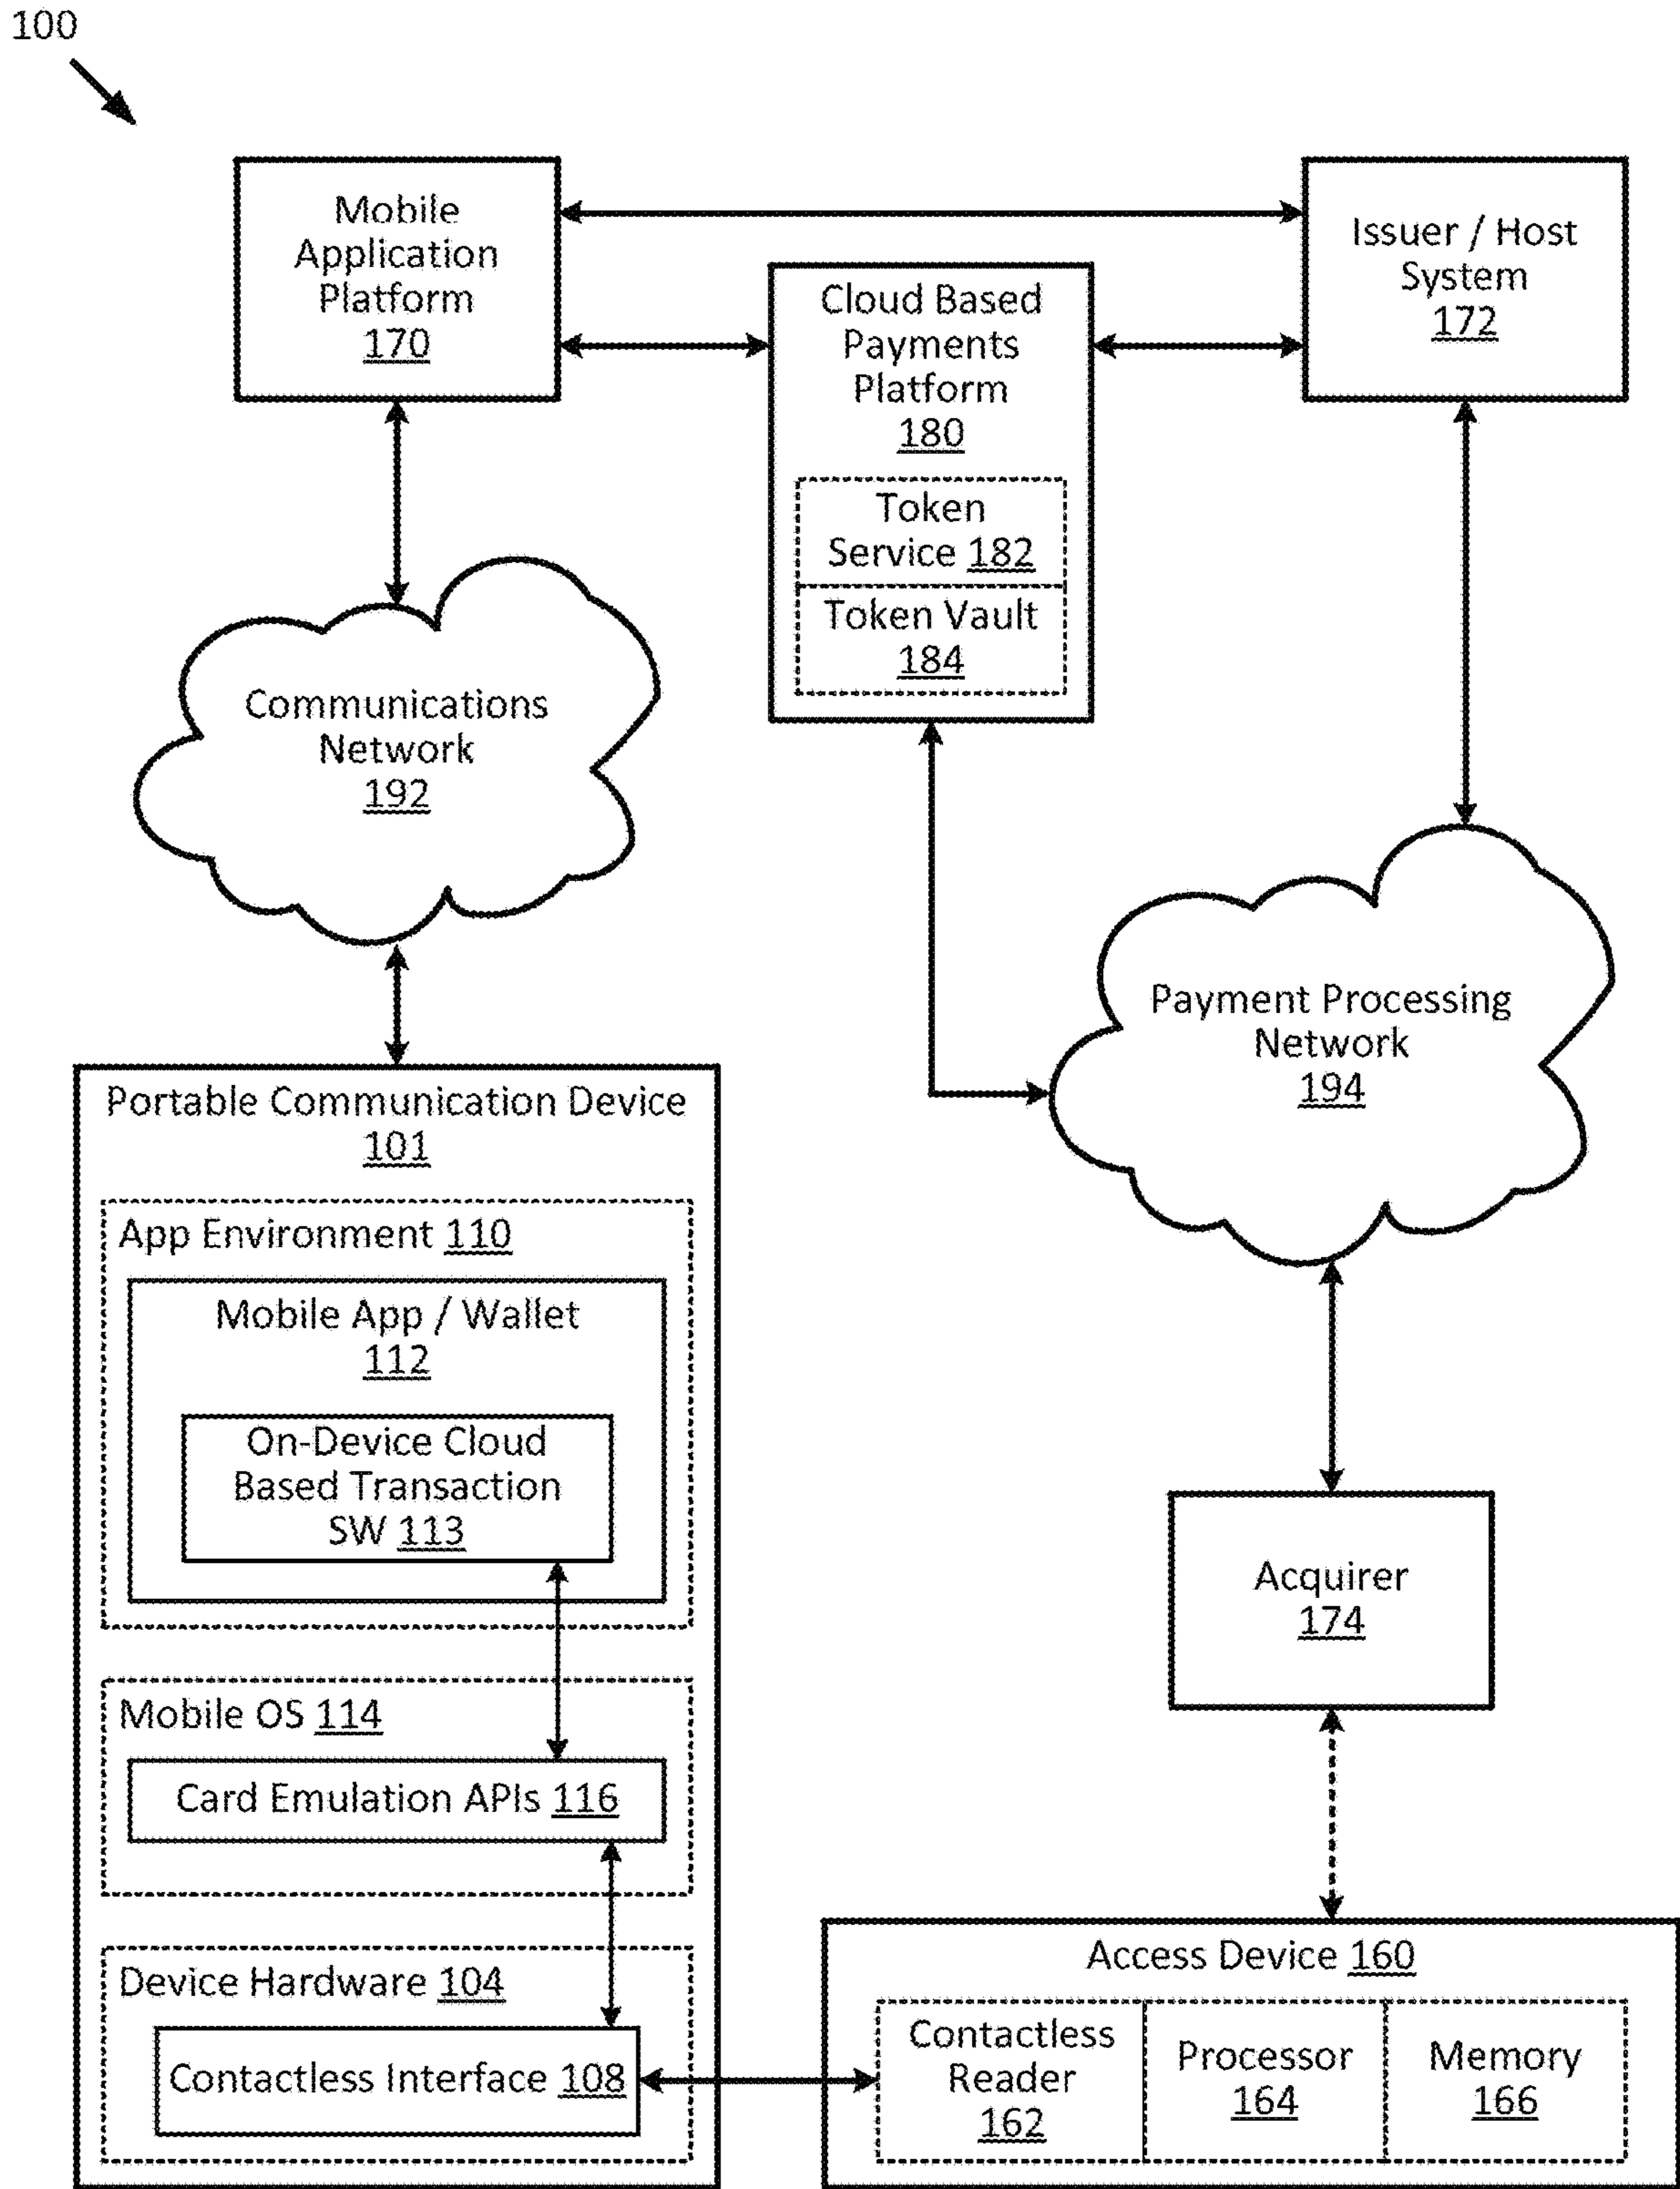 100
Mobile
Application
Platform
170
Issuer / Host
System
172
Cloud Based
Payments
Platform
180
Token
Service 182
Token Vault
184
Communications
Network
192
Payment Processing
Network
194
Portable Communication Device
101
App Environment 110
Mobile App / Wallet
112
On-Device Cloud
Based Transaction
SW 113
Mobile OS 114
Card Emulation APIs 116
Device Hardware 104
Contactless Interface 108
Acquirer
174
Access Device 160
Contactless
Reader
162
Processor
164
Memory
166